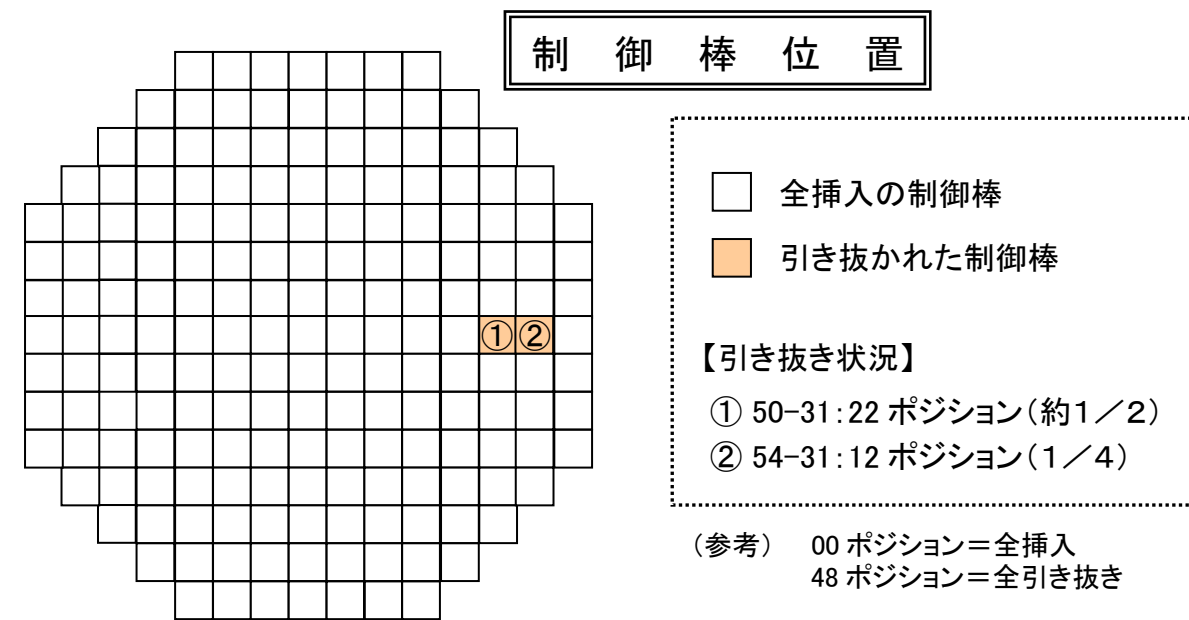 制 御 棒 位 置
全挿入の制御棒
引き抜かれた制御棒
① ②
【引き抜き状況】
① 50-31:22 ポジション(約1/2)
② 54-31:12 ポジション(1/4)
(参考) 00 ポジション=全挿入
48 ポジション=全引き抜き